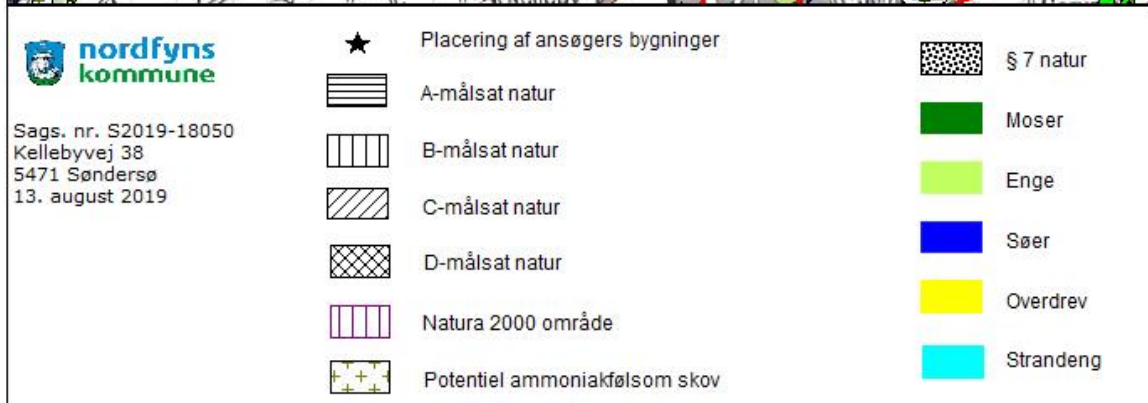 nordfyns
kommune
Sags. nr. S2019-18050
Kellebyvej 38
5471 Søndersø
13. august 2019
Placering af ansøgers bygninger
A-målsat natur
B-målsat natur
C-målsat natur
D-målsat natur
Natura 2000 område
Potentiel ammoniakfølsom skov
§ 7 natur
Moser
Enge
Søer
Overdrev
Strandeng